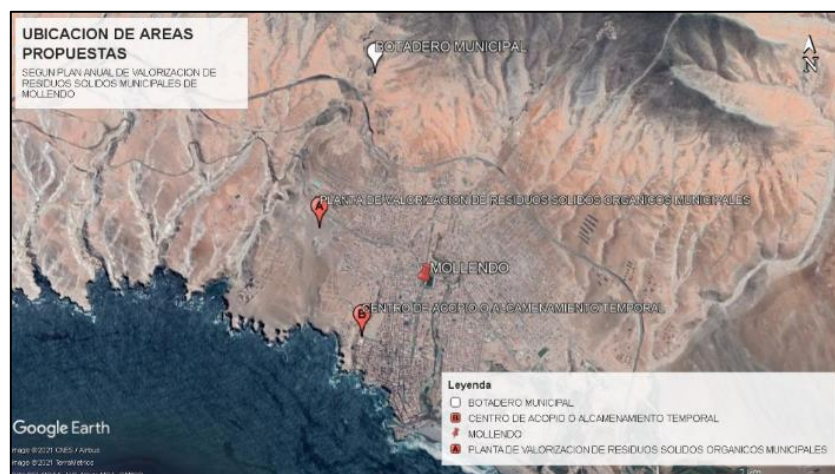 UBICACION DE AREAS
PROPUESTAS
SEGUN PLAN ANUAL DE VALORIZACION DE
RESIDUOS SOLIDOS MUNICIPALES DE
MOLLENDO
BOTADERO MUNICIPAL
N
A
PLANTA DE VALORIZACION DE RESIDUOS SOLIDOS ORGANICOS MUNICIPALES
MOLLENDO
B
CENTRO DE ACOPIO O ALCAMENAMIENTO TEMPORAL
Leyenda
BOTADERO MUNICIPAL
B CENTRO DE ACOPIO O ALCAMENAMIENTO TEMPORAL
MOLLENDO
A PLANTA DE VALORIZACION DE RESIDUOS SOLIDOS ORGANICOS MUNICIPALES
Google Earth
Image ©2021 CNES / Airbus
Image ©2021 TerraMetrics